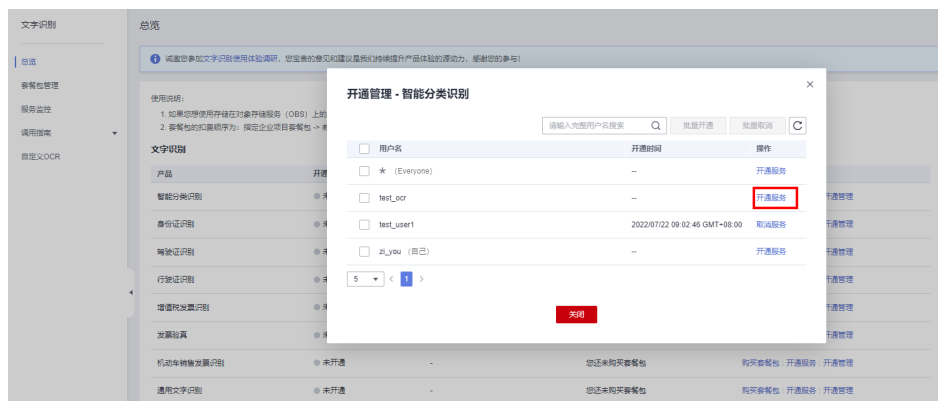 文字识别
总览
总览
套餐包管理
服务监控
调用指南
自定义OCR
诚邀您参加文字识别使用体验调研，您宝贵的意见和建议是我们持续提升产品体验的源动力，感谢您的参与！
使用说明：
1. 如果您想使用存储在对象存储服务（OBS）上的
2. 套餐包的扣费顺序为：指定企业项目套餐包 ->
文字识别
产品
智能分类识别
身份证识别
驾驶证识别
行驶证识别
增值税发票识别
发票验真
机动车销售发票识别 未开通 - 您还未购买套餐包 购买套餐包 开通服务 开通管理
通用文字识别 未开通 - 您还未购买套餐包 购买套餐包 开通服务 开通管理
开通管理 - 智能分类识别
请输入完整用户名搜索 批量开通 批量取消
用户名 开通时间 操作
* (Everyone) -- 开通服务
test_ocr -- 开通服务
test_user1 2022/07/22 09:02:46 GMT+08:00 取消服务
zi_you （自己） -- 开通服务
5 < 1 >
关闭